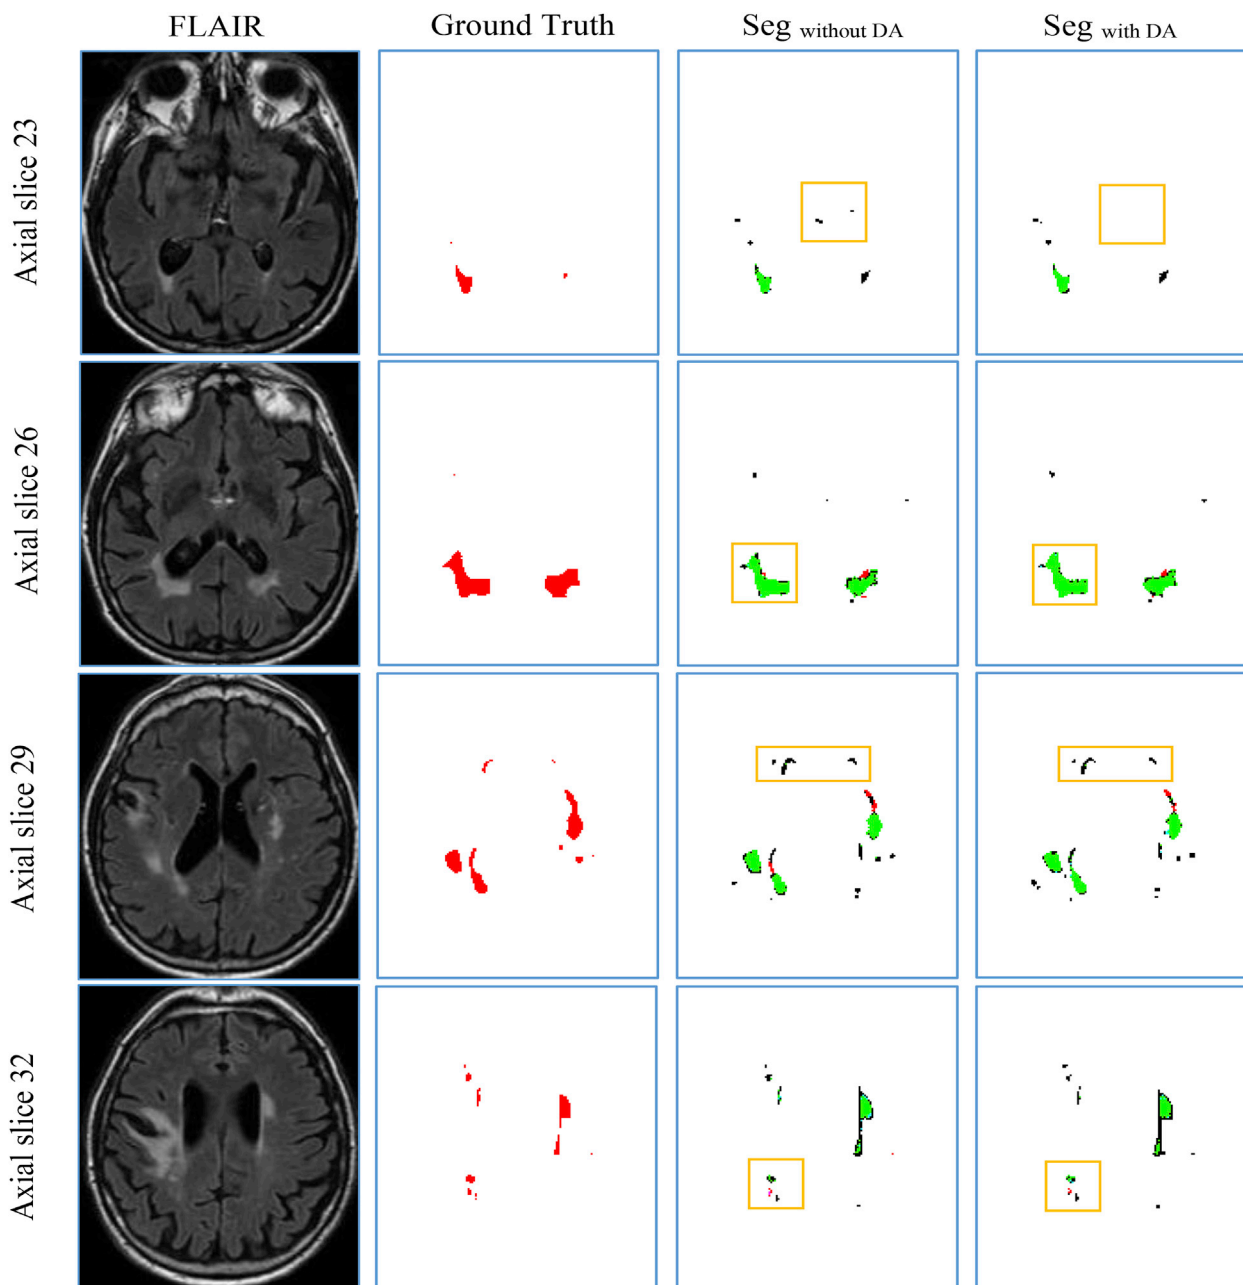 FLAIR Ground Truth Seg without DA Seg with DA
Axial slice 23
Axial slice 26
Axial slice 29
Axial slice 32